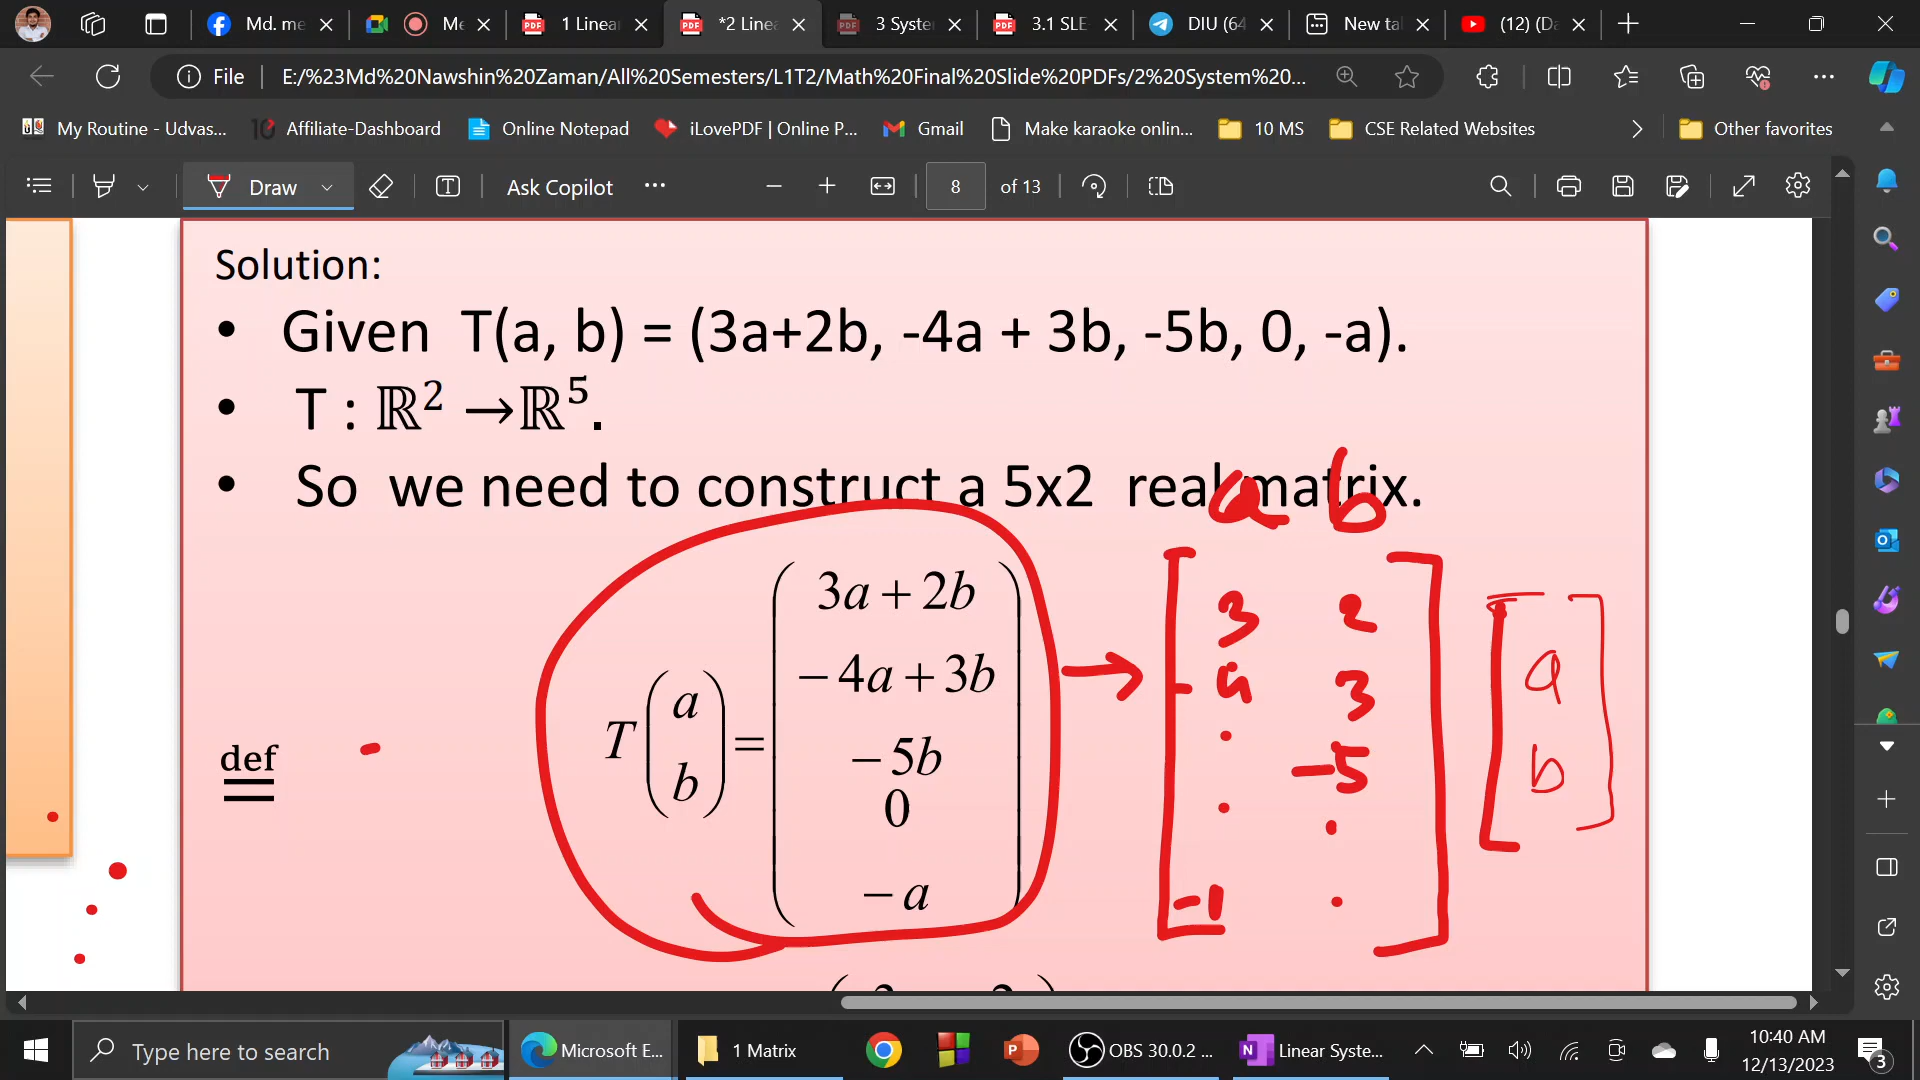 Md. me
Me
1 Linea
*2 Linea
3 Syste
3.1 SLE
DIU (64
New ta
(12) (Da
File
E:/%23Md%20Nawshin%20Zaman/All%20Semesters/L1T2/Math%20Final%20Slide%20PDFs/2%20System%20...
My Routine - Udvas...
Affiliate-Dashboard
Online Notepad
iLovePDF | Online P...
Gmail
Make karaoke onlin...
10 MS
CSE Related Websites
Other favorites
Draw
Ask Copilot
8 of 13
Solution:
• Given T(a, b) = (3a+2b, -4a + 3b, -5b, 0, -a).
• T : ℝ² →ℝ⁵.
• So we need to construct a 5x2 real matrix.
a b
3a + 2b
3 2
− 4a + 3b
- 4 3
T(a b) =
a
− 5b
-5
def
b
0
− a
-1
Type here to search
Microsoft E...
1 Matrix
OBS 30.0.2 ...
Linear Syste...
10:40 AM
12/13/2023
3